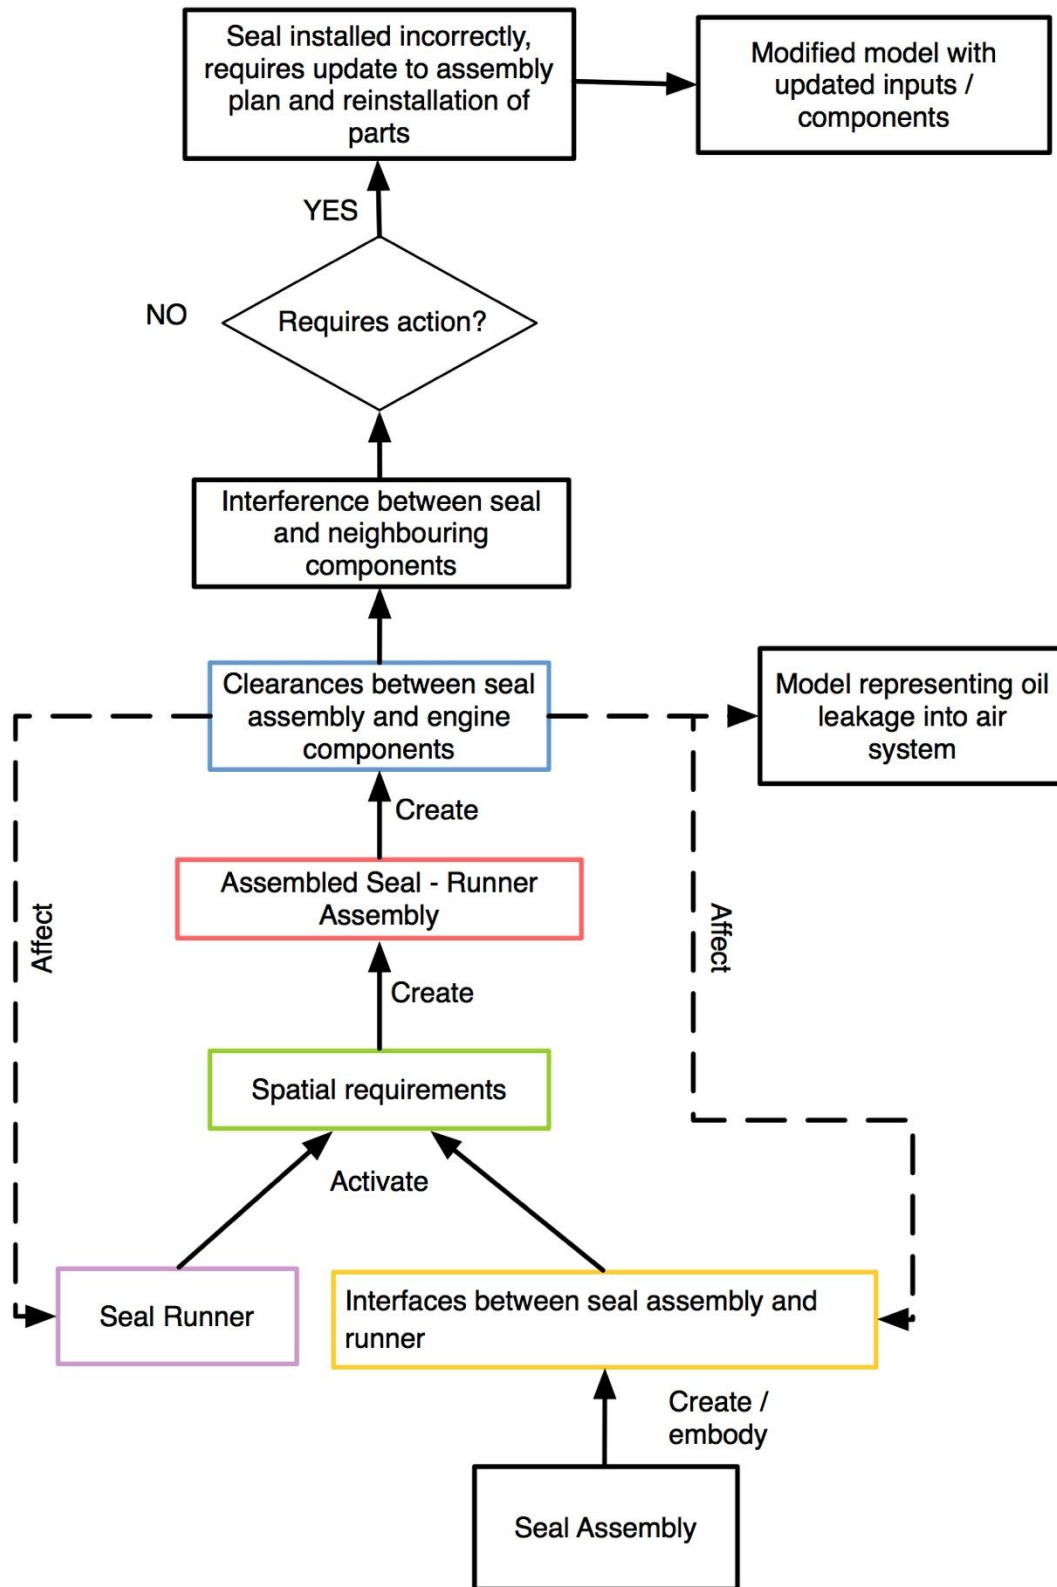 Seal installed incorrectly,
requires update to assembly
plan and reinstallation of
parts
Modified model with
updated inputs /
components
YES
NO
Requires action?
Interference between seal
and neighbouring
components
Clearances between seal
assembly and engine
components
Model representing oil
leakage into air
system
Create
Assembled Seal - Runner
Assembly
Affect
Affect
Create
Spatial requirements
Activate
Seal Runner
Interfaces between seal assembly and
runner
Create /
embody
Seal Assembly